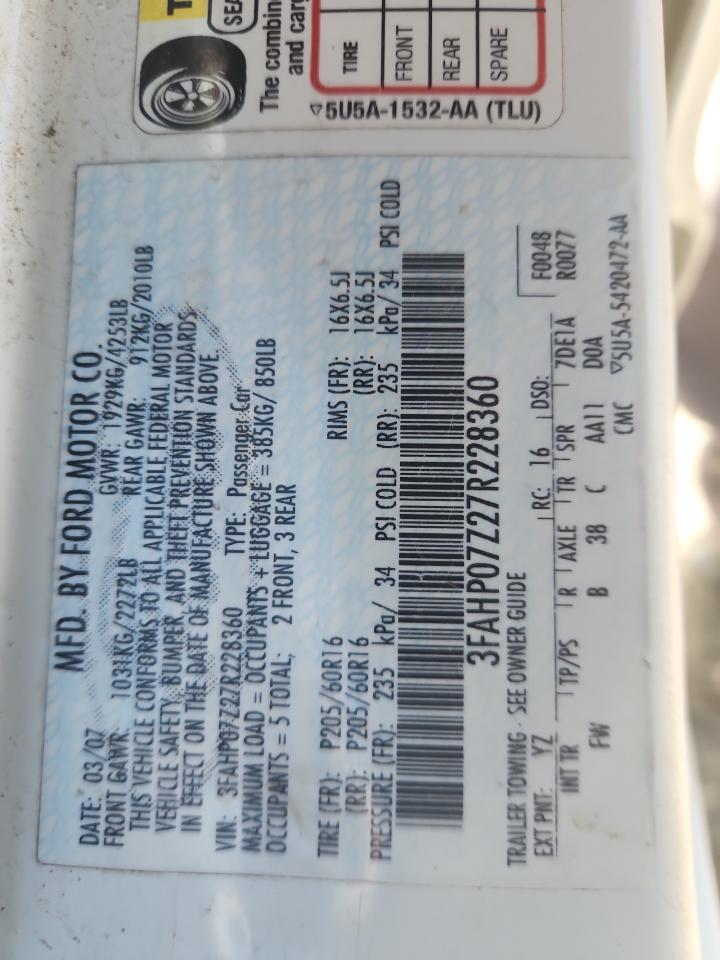 T
SEA
The combin
and carg
TIRE
FRONT
REAR
SPARE
▽5U5A-1532-AA (TLU)
MFD. BY FORD MOTOR CO.
DATE: 03/07 GVWR: 1929KG/4253LB
FRONT GAWR: 1031KG/2272LB REAR GAWR: 912KG/2010LB
THIS VEHICLE CONFORMS TO ALL APPLICABLE FEDERAL MOTOR
VEHICLE SAFETY, BUMPER, AND THEFT PREVENTION STANDARDS
IN EFFECT ON THE DATE OF MANUFACTURE SHOWN ABOVE.
VIN: 3FAHP07Z27R228360 TYPE: Passenger Car
MAXIMUM LOAD = OCCUPANTS + LUGGAGE = 385KG/ 850LB
OCCUPANTS = 5 TOTAL; 2 FRONT, 3 REAR
TIRE (FR): P205/60R16 RIMS (FR): 16X6.5J
(RR): P205/60R16 (RR): 16X6.5J
PRESSURE (FR): 235 kPa/ 34 PSI COLD (RR): 235 kPa/ 34 PSI COLD
3FAHP07Z27R228360
TRAILER TOWING - SEE OWNER GUIDE
F0048
R0077
EXT PNT: YZ RC: 16 DSO:
INT TR TP/PS R AXLE TR SPR 7DE1A
FW B 38 C AA11 D0A
CMC ▽5U5A-5420472-AA